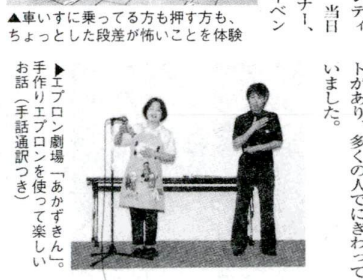 ▲車いすに乗ってる方も押す方も、
ちょっとした段差が怖いことを体験
ディ
当日
ナー、
ベン
トがあり、多くの人でにぎわって
いました。
▶エプロン劇場「あかずきん」。
手作りエプロンを使って楽しい
お話（手話通訳つき）